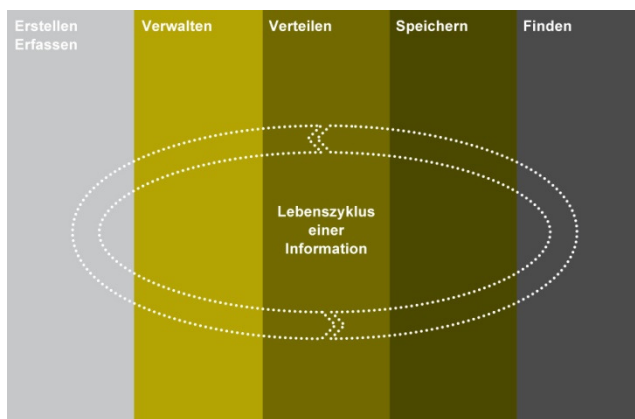 Erstellen
Erfassen
Verwalten
Verteilen
Speichern
Finden
Lebenszyklus
einer
Information